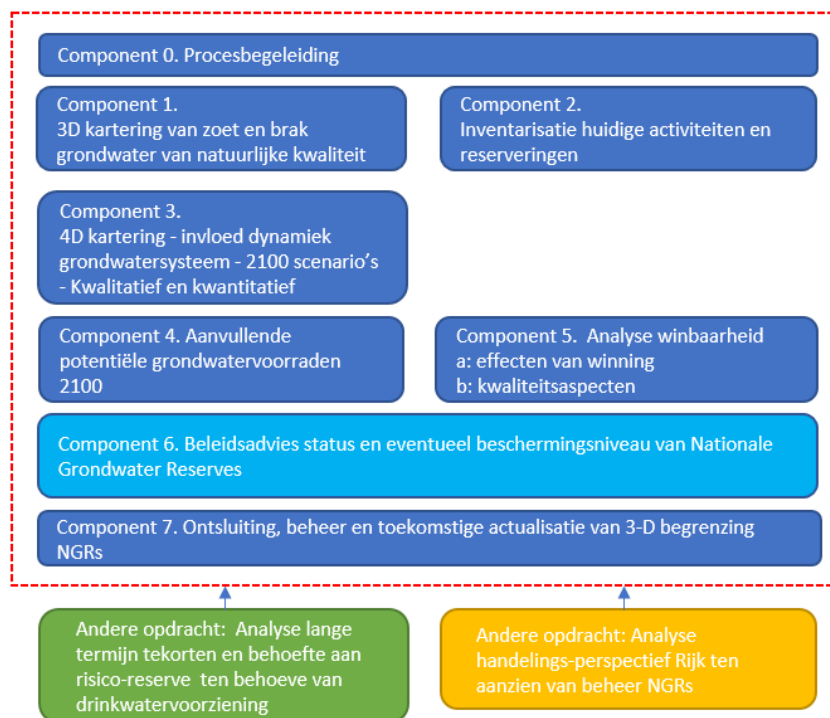 Component 0. Procesbegeleiding
Component 1.
3D kartering van zoet en brak
grondwater van natuurlijke kwaliteit
Component 2.
Inventarisatie huidige activiteiten en
reserveringen
Component 3.
4D kartering - invloed dynamiek
grondwatersysteem - 2100 scenario's
- Kwalitatief en kwantitatief
Component 4. Aanvullende
potentiële grondwatervoorraden
2100
Component 5.  Analyse winbaarheid
a: effecten van winning
b: kwaliteitsaspecten
Component 6. Beleidsadvies status en eventueel beschermingsniveau van Nationale
Grondwater Reserves
Component 7. Ontsluiting, beheer en toekomstige actualisatie van 3-D begrenzing
NGRs
Andere opdracht:  Analyse lange
termijn tekorten en behoefte aan
risico-reserve  ten behoeve van
drinkwatervoorziening
Andere opdracht: Analyse
handelings-perspectief Rijk ten
aanzien van beheer NGRs